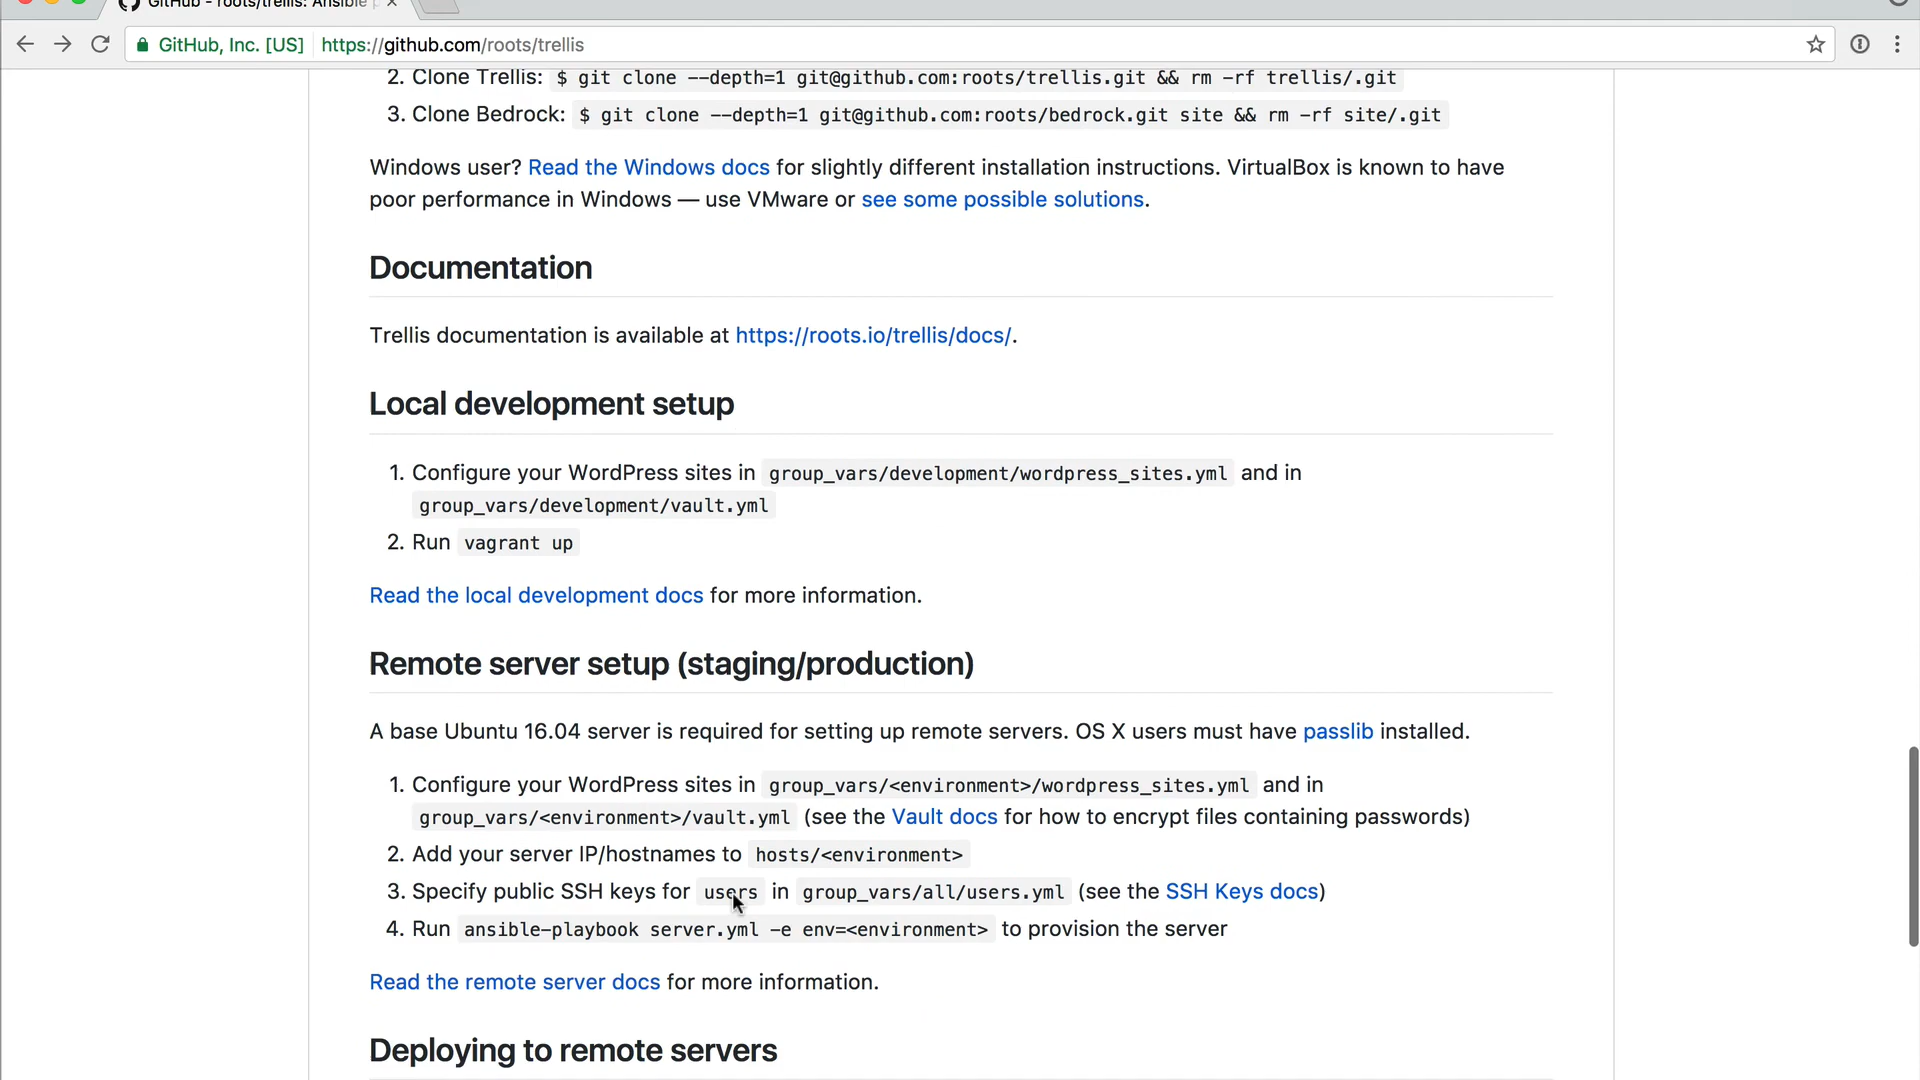 GitHub - roots/trellis: Ansible p
GitHub, Inc. [US] https://github.com/roots/trellis
2. Clone Trellis: $ git clone --depth=1 git@github.com:roots/trellis.git && rm -rf trellis/.git
3. Clone Bedrock: $ git clone --depth=1 git@github.com:roots/bedrock.git site && rm -rf site/.git
Windows user? Read the Windows docs for slightly different installation instructions. VirtualBox is known to have
poor performance in Windows — use VMware or see some possible solutions.
Documentation
Trellis documentation is available at https://roots.io/trellis/docs/.
Local development setup
1. Configure your WordPress sites in group_vars/development/wordpress_sites.yml and in
group_vars/development/vault.yml
2. Run vagrant up
Read the local development docs for more information.
Remote server setup (staging/production)
A base Ubuntu 16.04 server is required for setting up remote servers. OS X users must have passlib installed.
1. Configure your WordPress sites in group_vars/<environment>/wordpress_sites.yml and in
group_vars/<environment>/vault.yml (see the Vault docs for how to encrypt files containing passwords)
2. Add your server IP/hostnames to hosts/<environment>
3. Specify public SSH keys for users in group_vars/all/users.yml (see the SSH Keys docs)
4. Run ansible-playbook server.yml -e env=<environment> to provision the server
Read the remote server docs for more information.
Deploying to remote servers